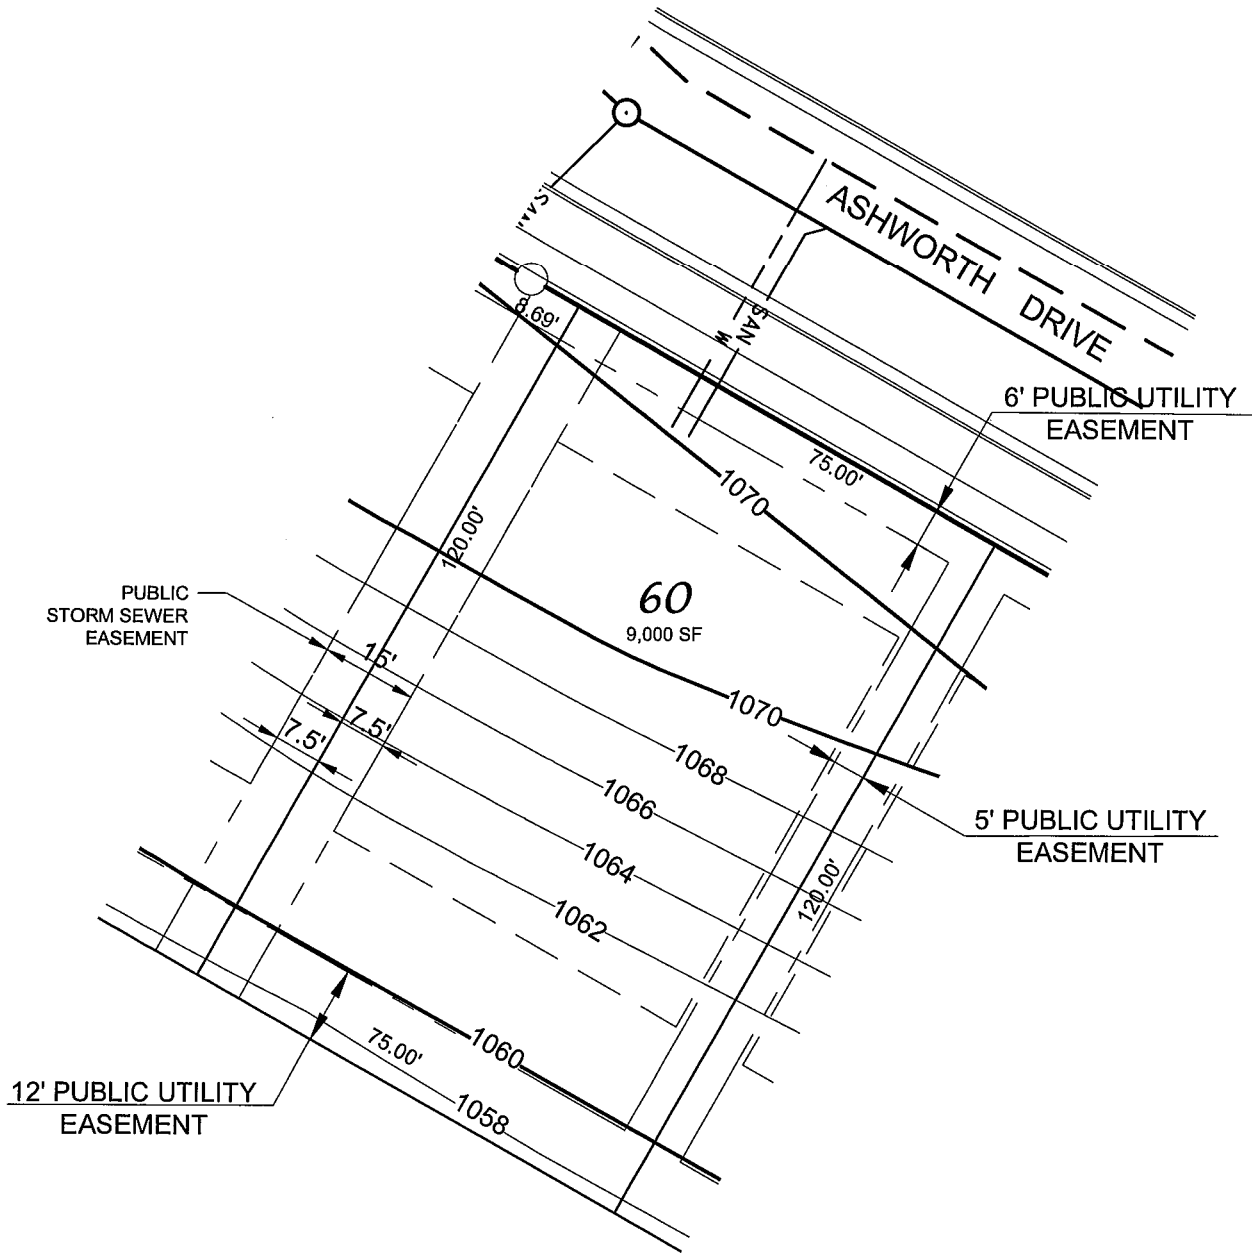 ASHWORTH DRIVE
8.69'
SAN
W
6' PUBLIC UTILITY
EASEMENT
75.00'
1070
120.00'
60
9,000 SF
PUBLIC
STORM SEWER
EASEMENT
15'
7.5'
7.5'
1070
1068
1066
1064
1062
5' PUBLIC UTILITY
EASEMENT
120.00'
1060
75.00'
1058
12' PUBLIC UTILITY
EASEMENT